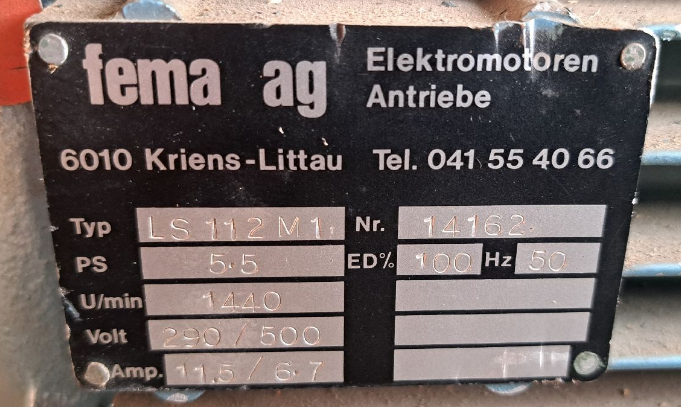 fema ag Elektromotoren
Antriebe
6010 Kriens-Littau Tel. 041 55 40 66
Typ LS 112 M1 Nr. 14162
PS 5.5 ED% 100 Hz 50
U/min 1440
Volt 290 / 500
Amp. 11.5 / 6.7